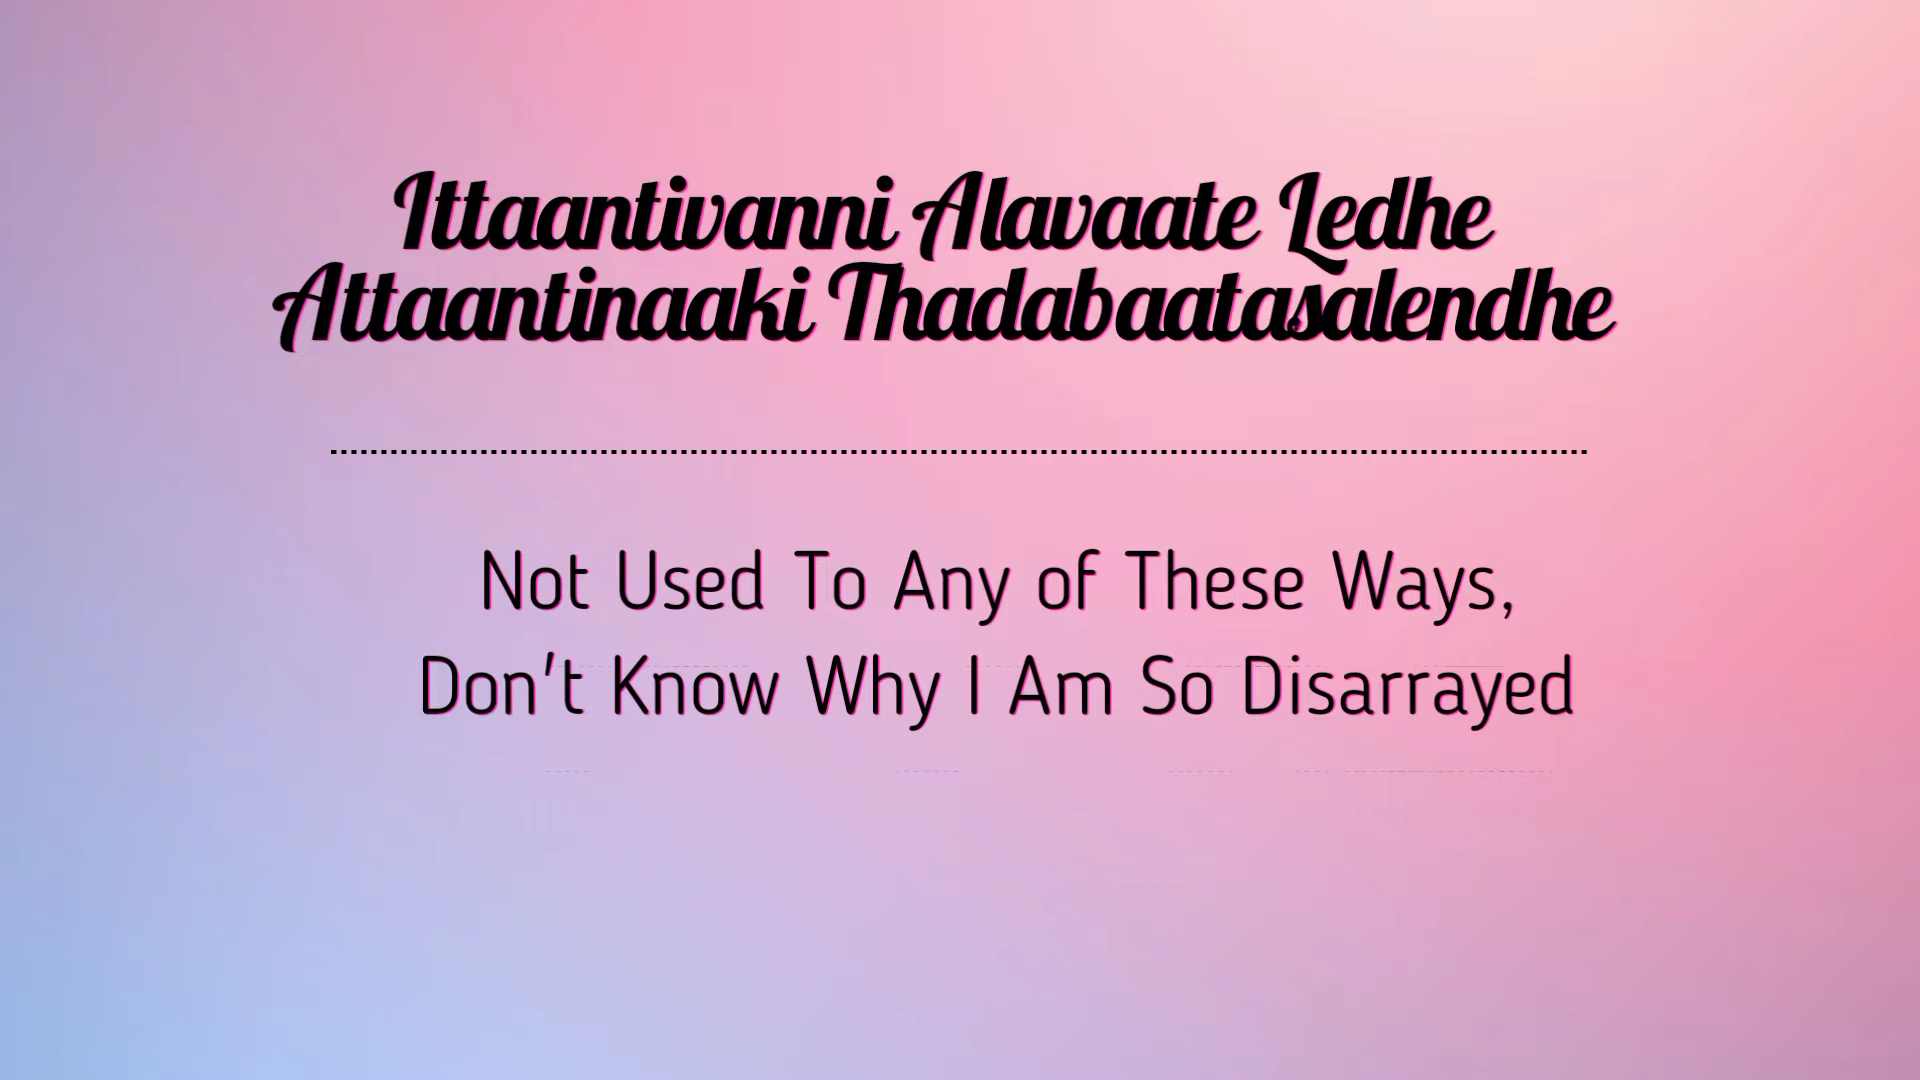 Ittaantivanni Alavaate Ledhe
Attaantinaaki Thadabaatasalendhe
Not Used To Any of These Ways,
Don't Know Why I Am So Disarrayed